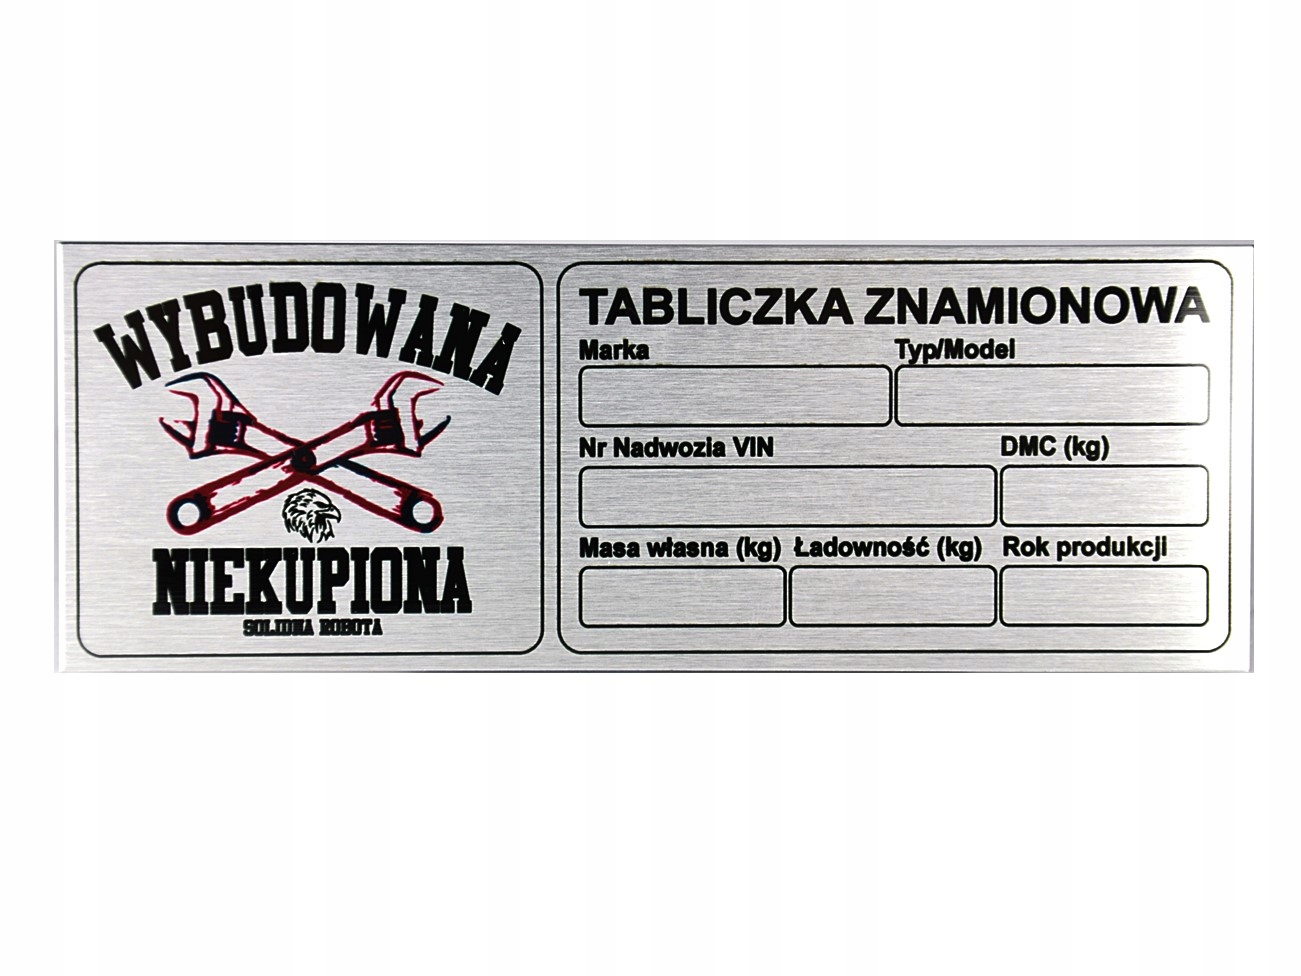 WYBUDOWANA
NIEKUPIONA
SOLIDNA ROBOTA
TABLICZKA ZNAMIONOWA
Marka Typ/Model
Nr Nadwozia VIN DMC (kg)
Masa własna (kg) Ładowność (kg) Rok produkcji